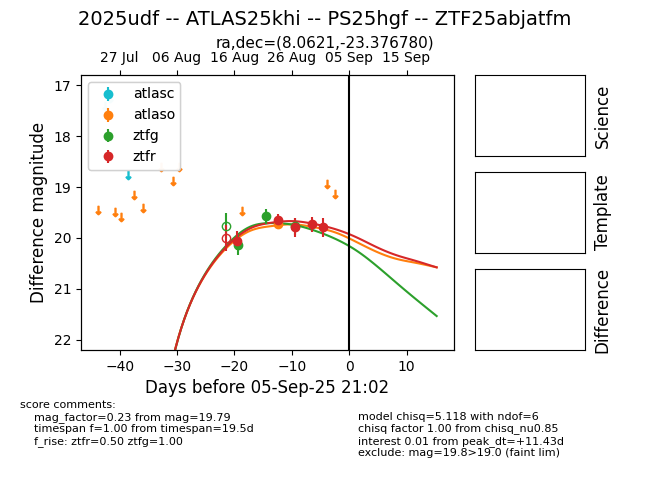 2025udf -- ATLAS25khi -- PS25hgf -- ZTF25abjatfm
ra,dec=(8.0621,-23.376780)
27 Jul 06 Aug 16 Aug 26 Aug 05 Sep 15 Sep
atlasc
atlaso
ztfg
ztfr
17
18
19
20
21
22
Difference magnitude
−40 −30 −20 −10 0 10
Days before 05-Sep-25 21:02
Science
Template
Difference
score comments:
mag_factor=0.23 from mag=19.79
timespan f=1.00 from timespan=19.5d
f_rise: ztfr=0.50 ztfg=1.00
model chisq=5.118 with ndof=6
chisq factor 1.00 from chisq_nu0.85
interest 0.01 from peak_dt=+11.43d
exclude: mag=19.8>19.0 (faint lim)